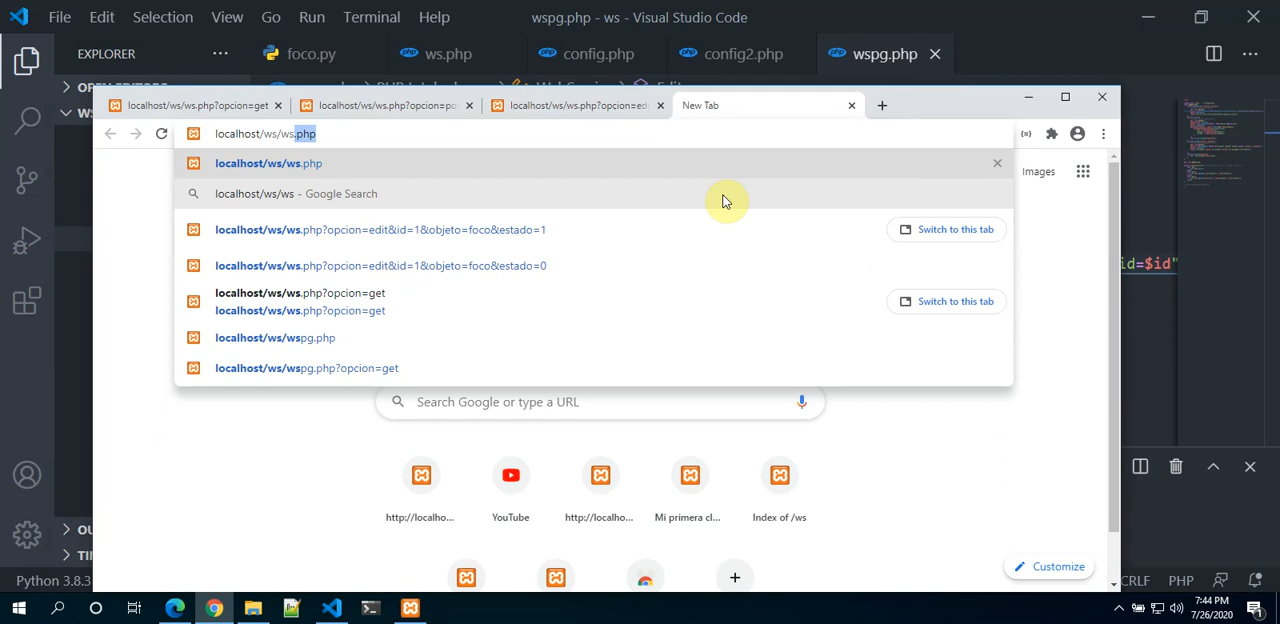 File Edit Selection View Go Run Terminal Help wspg.php - ws - Visual Studio Code
EXPLORER foco.py ws.php config.php config2.php wspg.php
localhost/ws/ws.php?opcion=get localhost/ws/ws.php?opcion=po localhost/ws/ws.php?opcion=ed New Tab
localhost/ws/ws.php
localhost/ws/ws.php
Images
localhost/ws/ws - Google Search
localhost/ws/ws.php?opcion=edit&id=1&objeto=foco&estado=1 Switch to this tab
id=$id"
localhost/ws/ws.php?opcion=edit&id=1&objeto=foco&estado=0
localhost/ws/ws.php?opcion=get
localhost/ws/ws.php?opcion=get Switch to this tab
localhost/ws/wspg.php
localhost/ws/wspg.php?opcion=get
Search Google or type a URL
http://localho... YouTube http://localho... Mi primera cl... Index of /ws
Customize
Python 3.8.3 CRLF PHP
7:44 PM
7/26/2020
1